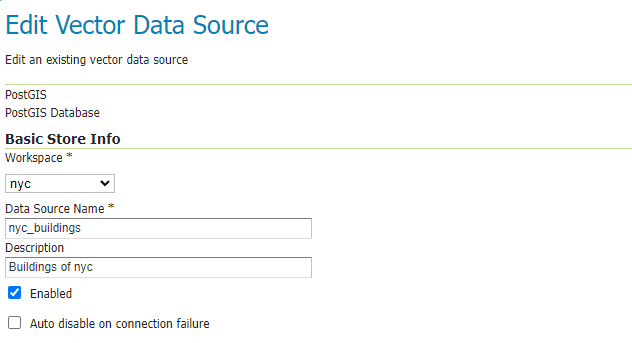 Edit Vector Data Source
Edit an existing vector data source
PostGIS
PostGIS Database
Basic Store Info
Workspace *
nyc
Data Source Name *
nyc_buildings
Description
Buildings of nyc
Enabled
Auto disable on connection failure